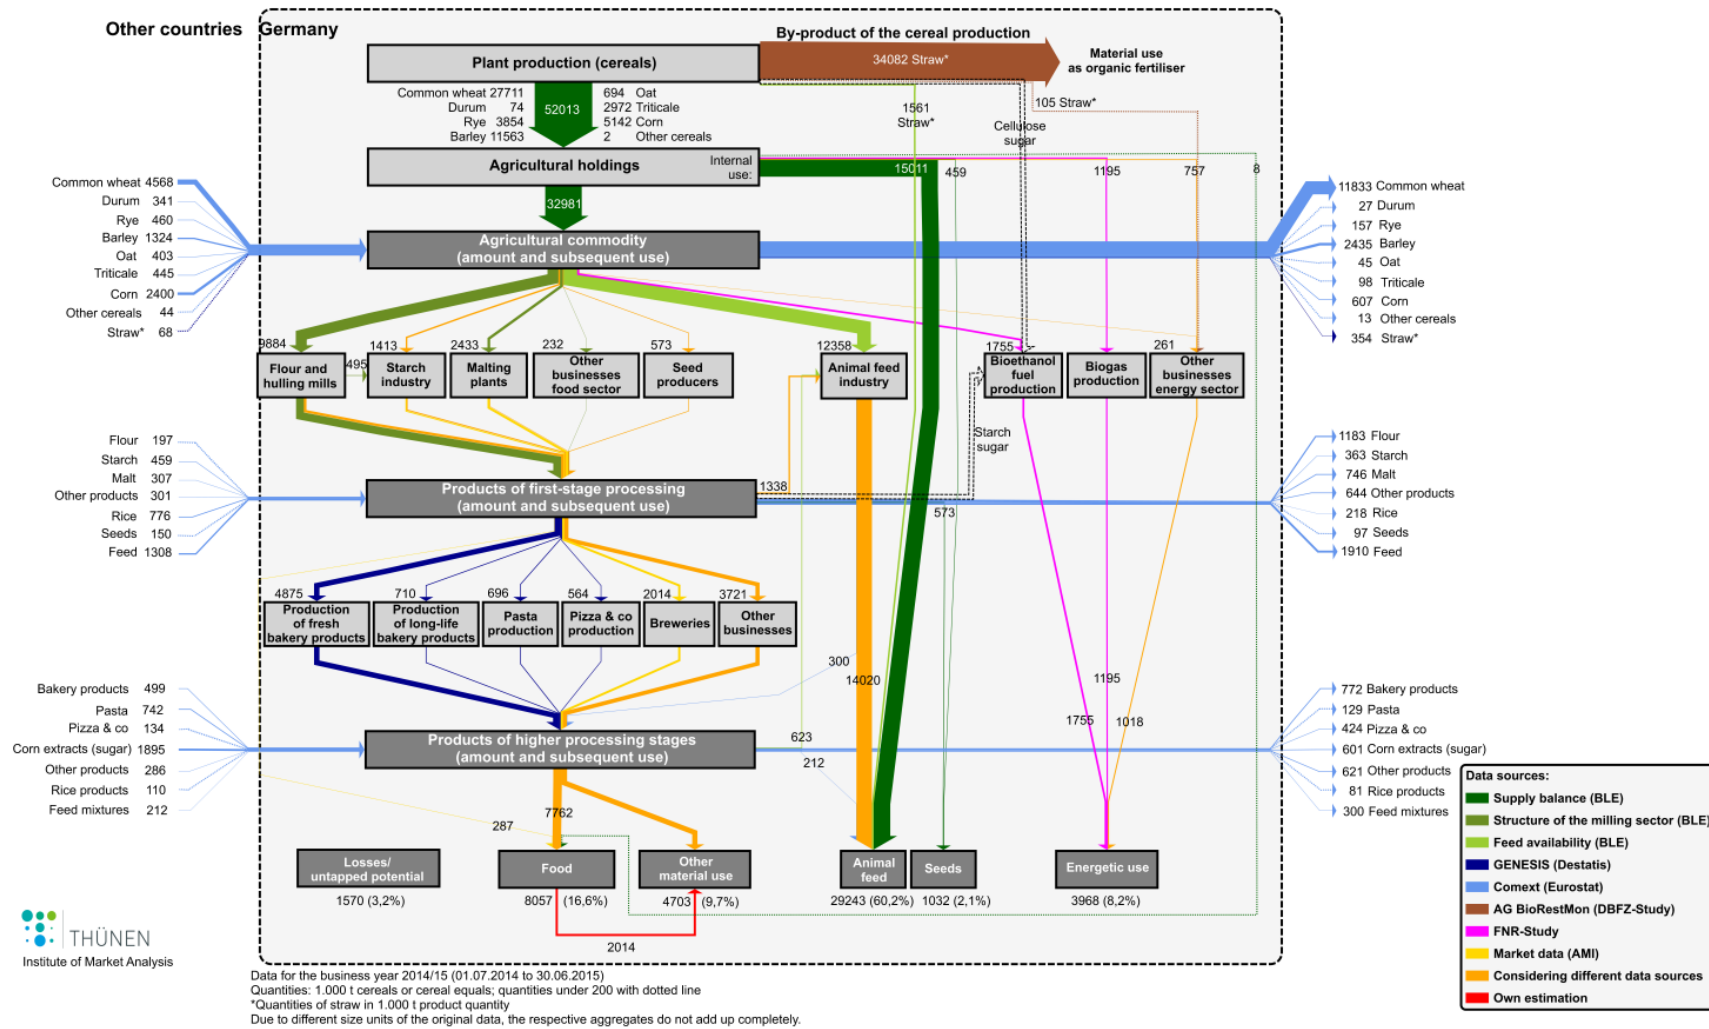 Other countries
Germany
By-product of the cereal production
Plant production (cereals)
34082 Straw*
Material use
as organic fertiliser
Common wheat 27711
Durum 74
Rye 3854
Barley 11563
52013
694 Oat
2972 Triticale
5142 Corn
2 Other cereals
1561
Straw*
Cellulose
sugar
105 Straw*
Agricultural holdings
Internal
use:
15011
459
1195
757
8
32981
Common wheat 4568
Durum 341
Rye 460
Barley 1324
Oat 403
Triticale 445
Corn 2400
Other cereals 44
Straw* 68
Agricultural commodity
(amount and subsequent use)
11833 Common wheat
27 Durum
157 Rye
2435 Barley
45 Oat
98 Triticale
607 Corn
13 Other cereals
354 Straw*
9884
Flour and
hulling mills
495
1413
Starch
industry
2433
Malting
plants
232
Other
businesses
food sector
573
Seed
producers
12358
Animal feed
industry
1755
Bioethanol
fuel
production
Biogas
production
261
Other
businesses
energy sector
Starch
sugar
Flour 197
Starch 459
Malt 307
Other products 301
Rice 776
Seeds 150
Feed 1308
Products of first-stage processing
(amount and subsequent use)
1338
573
1183 Flour
363 Starch
746 Malt
644 Other products
218 Rice
97 Seeds
1910 Feed
4875
Production
of fresh
bakery products
710
Production
of long-life
bakery products
696
Pasta
production
564
Pizza & co
production
2014
Breweries
3721
Other
businesses
300
14020
1195
1755
1018
Bakery products 499
Pasta 742
Pizza & co 134
Corn extracts (sugar) 1895
Other products 286
Rice products 110
Feed mixtures 212
Products of higher processing stages
(amount and subsequent use)
623
212
772 Bakery products
129 Pasta
424 Pizza & co
601 Corn extracts (sugar)
621 Other products
81 Rice products
300 Feed mixtures
7762
287
Losses/
untapped potential
1570 (3,2%)
Food
8057 (16,6%)
Other
material use
4703 (9,7%)
Animal
feed
29243 (60,2%)
Seeds
1032 (2,1%)
Energetic use
3968 (8,2%)
2014
Data sources:
Supply balance (BLE)
Structure of the milling sector (BLE)
Feed availability (BLE)
GENESIS (Destatis)
Comext (Eurostat)
AG BioRestMon (DBFZ-Study)
FNR-Study
Market data (AMI)
Considering different data sources
Own estimation
THÜNEN
Institute of Market Analysis
Data for the business year 2014/15 (01.07.2014 to 30.06.2015)
Quantities: 1.000 t cereals or cereal equals; quantities under 200 with dotted line
*Quantities of straw in 1.000 t product quantity
Due to different size units of the original data, the respective aggregates do not add up completely.